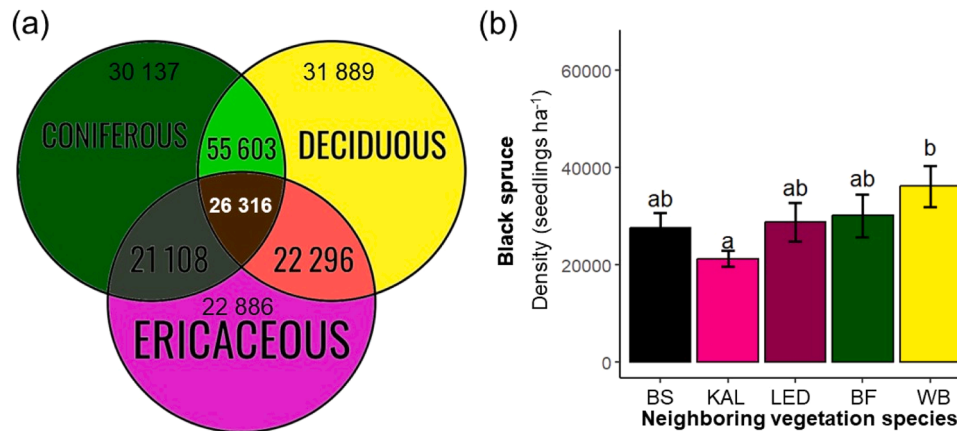 (a)
30 137
31 889
CONIFEROUS
DECIDUOUS
55 603
26 316
21 108
22 296
22 886
ERICACEOUS
(b)
Black spruce
Density (seedlings ha⁻¹)
60000
40000
20000
0
ab
a
ab
ab
b
BS
KAL
LED
BF
WB
Neighboring vegetation species